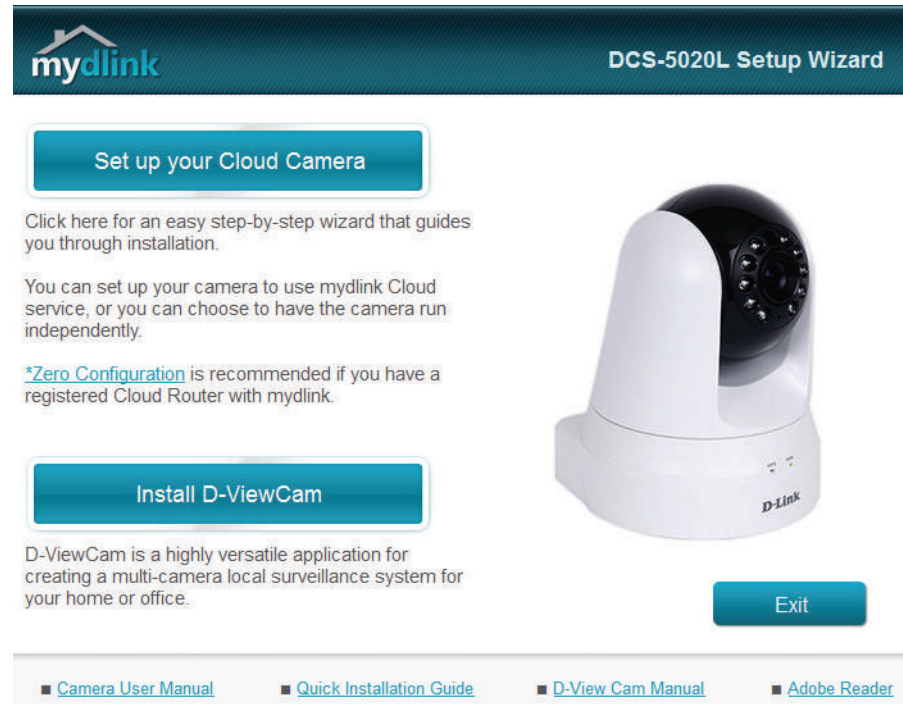 mydlink
DCS-5020L Setup Wizard
Set up your Cloud Camera
Click here for an easy step-by-step wizard that guides
you through installation.
You can set up your camera to use mydlink Cloud
service, or you can choose to have the camera run
independently.
*Zero Configuration is recommended if you have a
registered Cloud Router with mydlink.
Install D-ViewCam
D-ViewCam is a highly versatile application for
creating a multi-camera local surveillance system for
your home or office.
D-Link
Exit
Camera User Manual
Quick Installation Guide
D-View Cam Manual
Adobe Reader